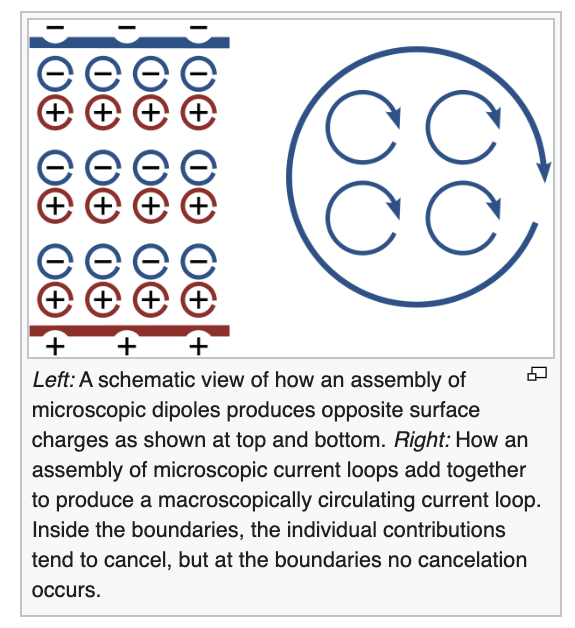 − − −
− − − −
+ + + +
− − − −
+ + + +
− − − −
+ + + +
+ + +
Left: A schematic view of how an assembly of
microscopic dipoles produces opposite surface
charges as shown at top and bottom. Right: How an
assembly of microscopic current loops add together
to produce a macroscopically circulating current loop.
Inside the boundaries, the individual contributions
tend to cancel, but at the boundaries no cancelation
occurs.